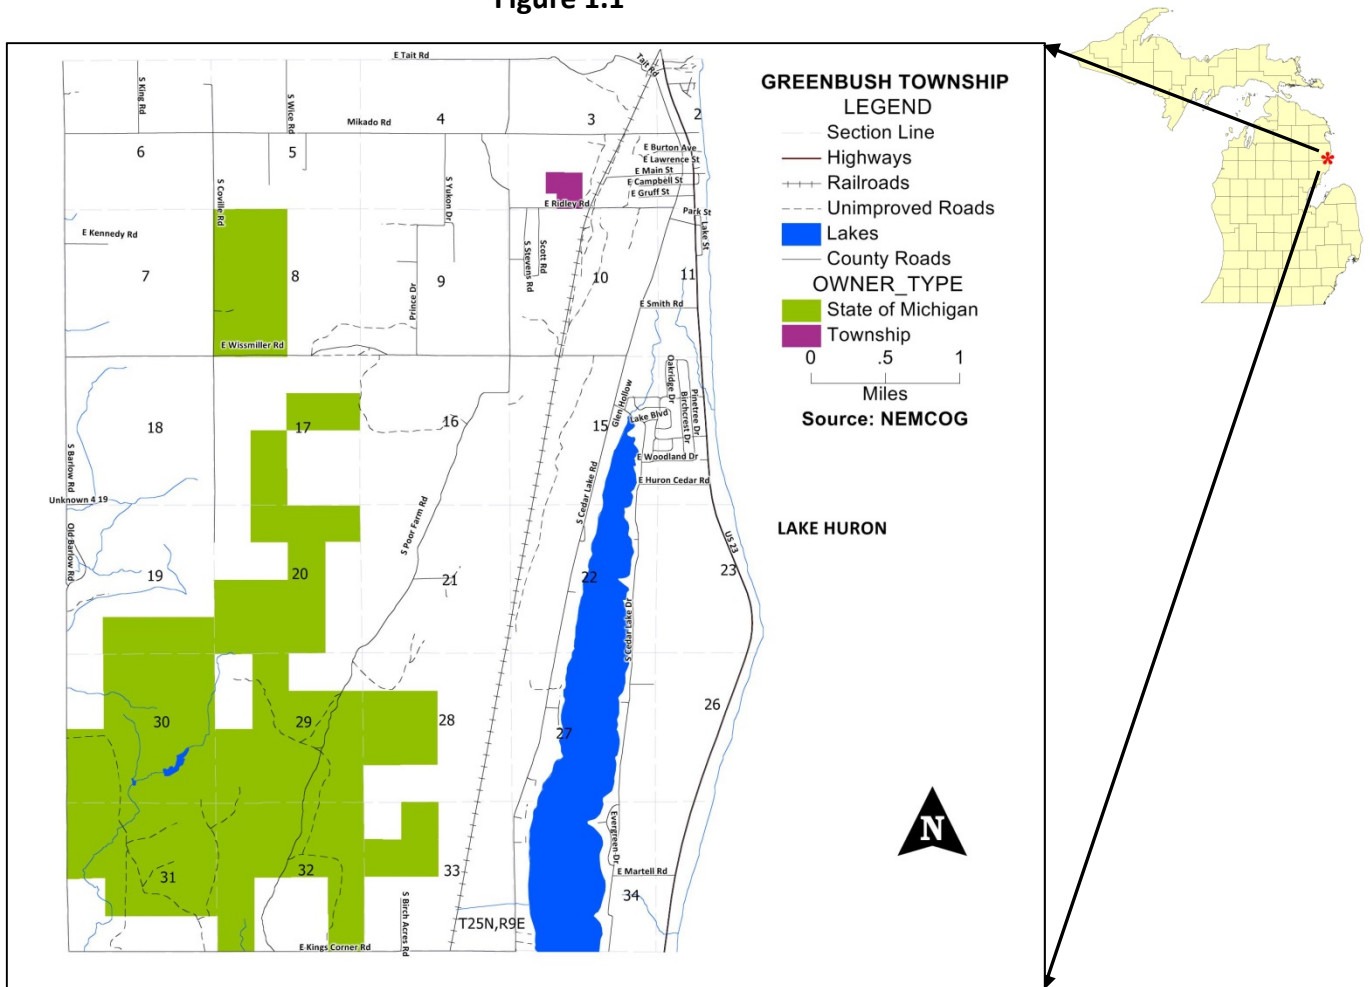 Figure 1.1
E Tait Rd
Tait Rd
S King Rd
S Wice Rd
Mikado Rd
4
3
2
6
5
E Burton Ave
E Lawrence St
E Main St
E Campbell St
E Gruff St
S Coville Rd
S Yukon Dr
E Ridley Rd
Park St
Lake St
E Kennedy Rd
S Stevens Rd
Scott Rd
7
8
9
10
11
Prince Dr
E Smith Rd
E Wissmiller Rd
Oakridge Dr
Birchcrest Dr
Pinetree Dr
Glen Hollow
Lake Blvd
18
17
16
15
S Barlow Rd
E Woodland Dr
E Huron Cedar Rd
Unknown 4 19
S Cedar Lake Rd
S Poor Farm Rd
Old Barlow Rd
US 23
19
20
21
22
23
S Cedar Lake Dr
30
29
28
27
26
Evergreen Dr
E Martell Rd
31
32
33
34
S Birch Acres Rd
T25N,R9E
E Kings Corner Rd
GREENBUSH TOWNSHIP
LEGEND
Section Line
Highways
Railroads
Unimproved Roads
Lakes
County Roads
OWNER_TYPE
State of Michigan
Township
0 .5 1
Miles
Source: NEMCOG
LAKE HURON
N
*